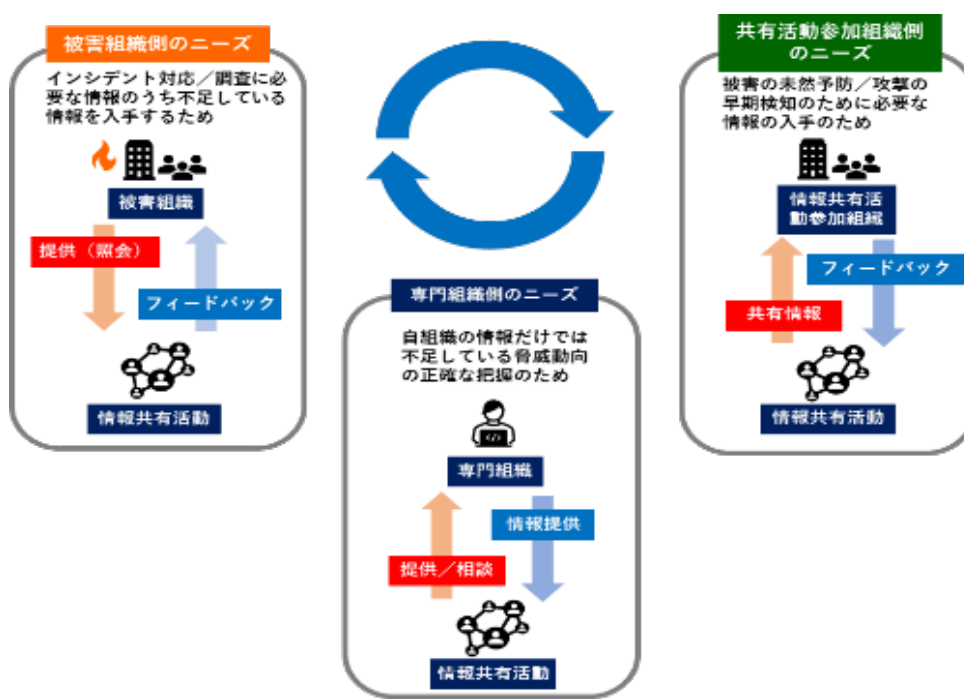 被害組織側のニーズ
インシデント対応／調査に必
要な情報のうち不足している
情報を入手するため
被害組織
提供（照会）
フィードバック
情報共有活動
専門組織側のニーズ
自組織の情報だけでは
不足している脅威動向
の正確な把握のため
専門組織
情報提供
提供／相談
情報共有活動
共有活動参加組織側
のニーズ
被害の未然予防／攻撃の
早期検知のために必要な
情報の入手のため
情報共有活
動参加組織
フィードバック
共有情報
情報共有活動